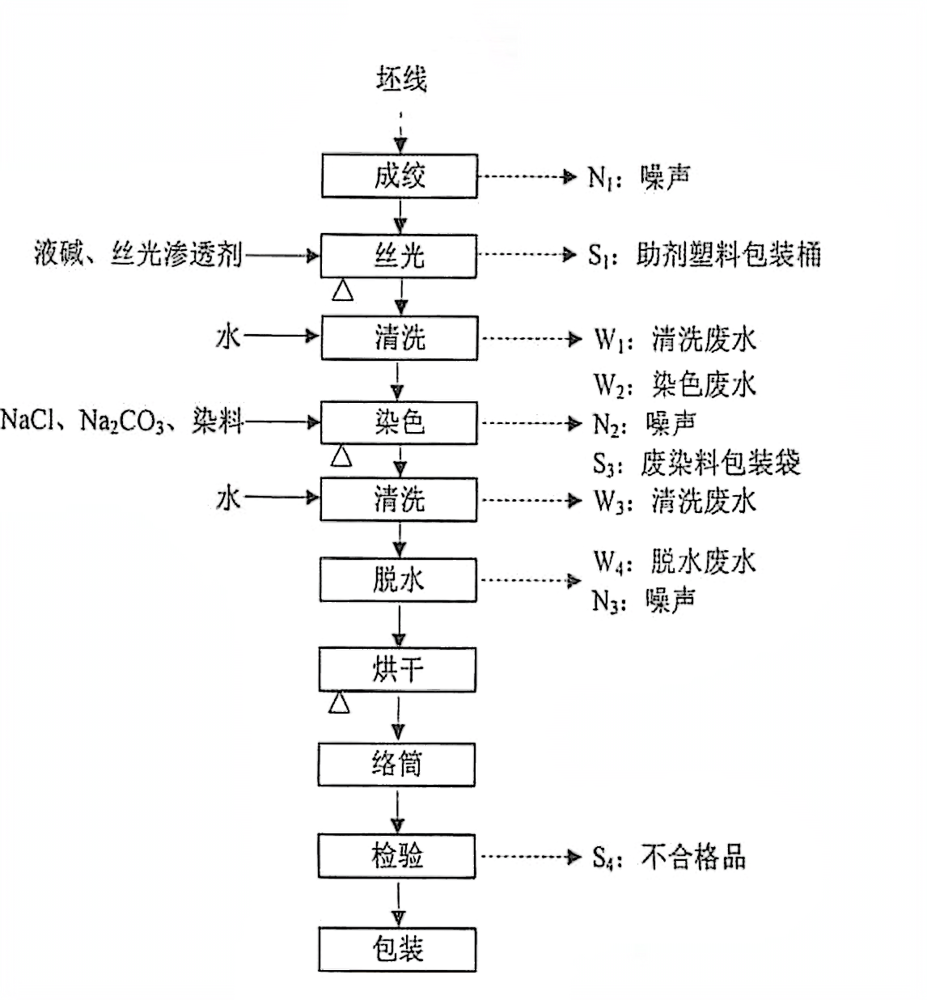 坯线
成绞
N1：噪声
液碱、丝光渗透剂
丝光
S1：助剂塑料包装桶
水
清洗
W1：清洗废水
W2：染色废水
NaCl、Na2CO3、染料
染色
N2：噪声
S3：废染料包装袋
水
清洗
W3：清洗废水
W4：脱水废水
脱水
N3：噪声
烘干
络筒
检验
S4：不合格品
包装